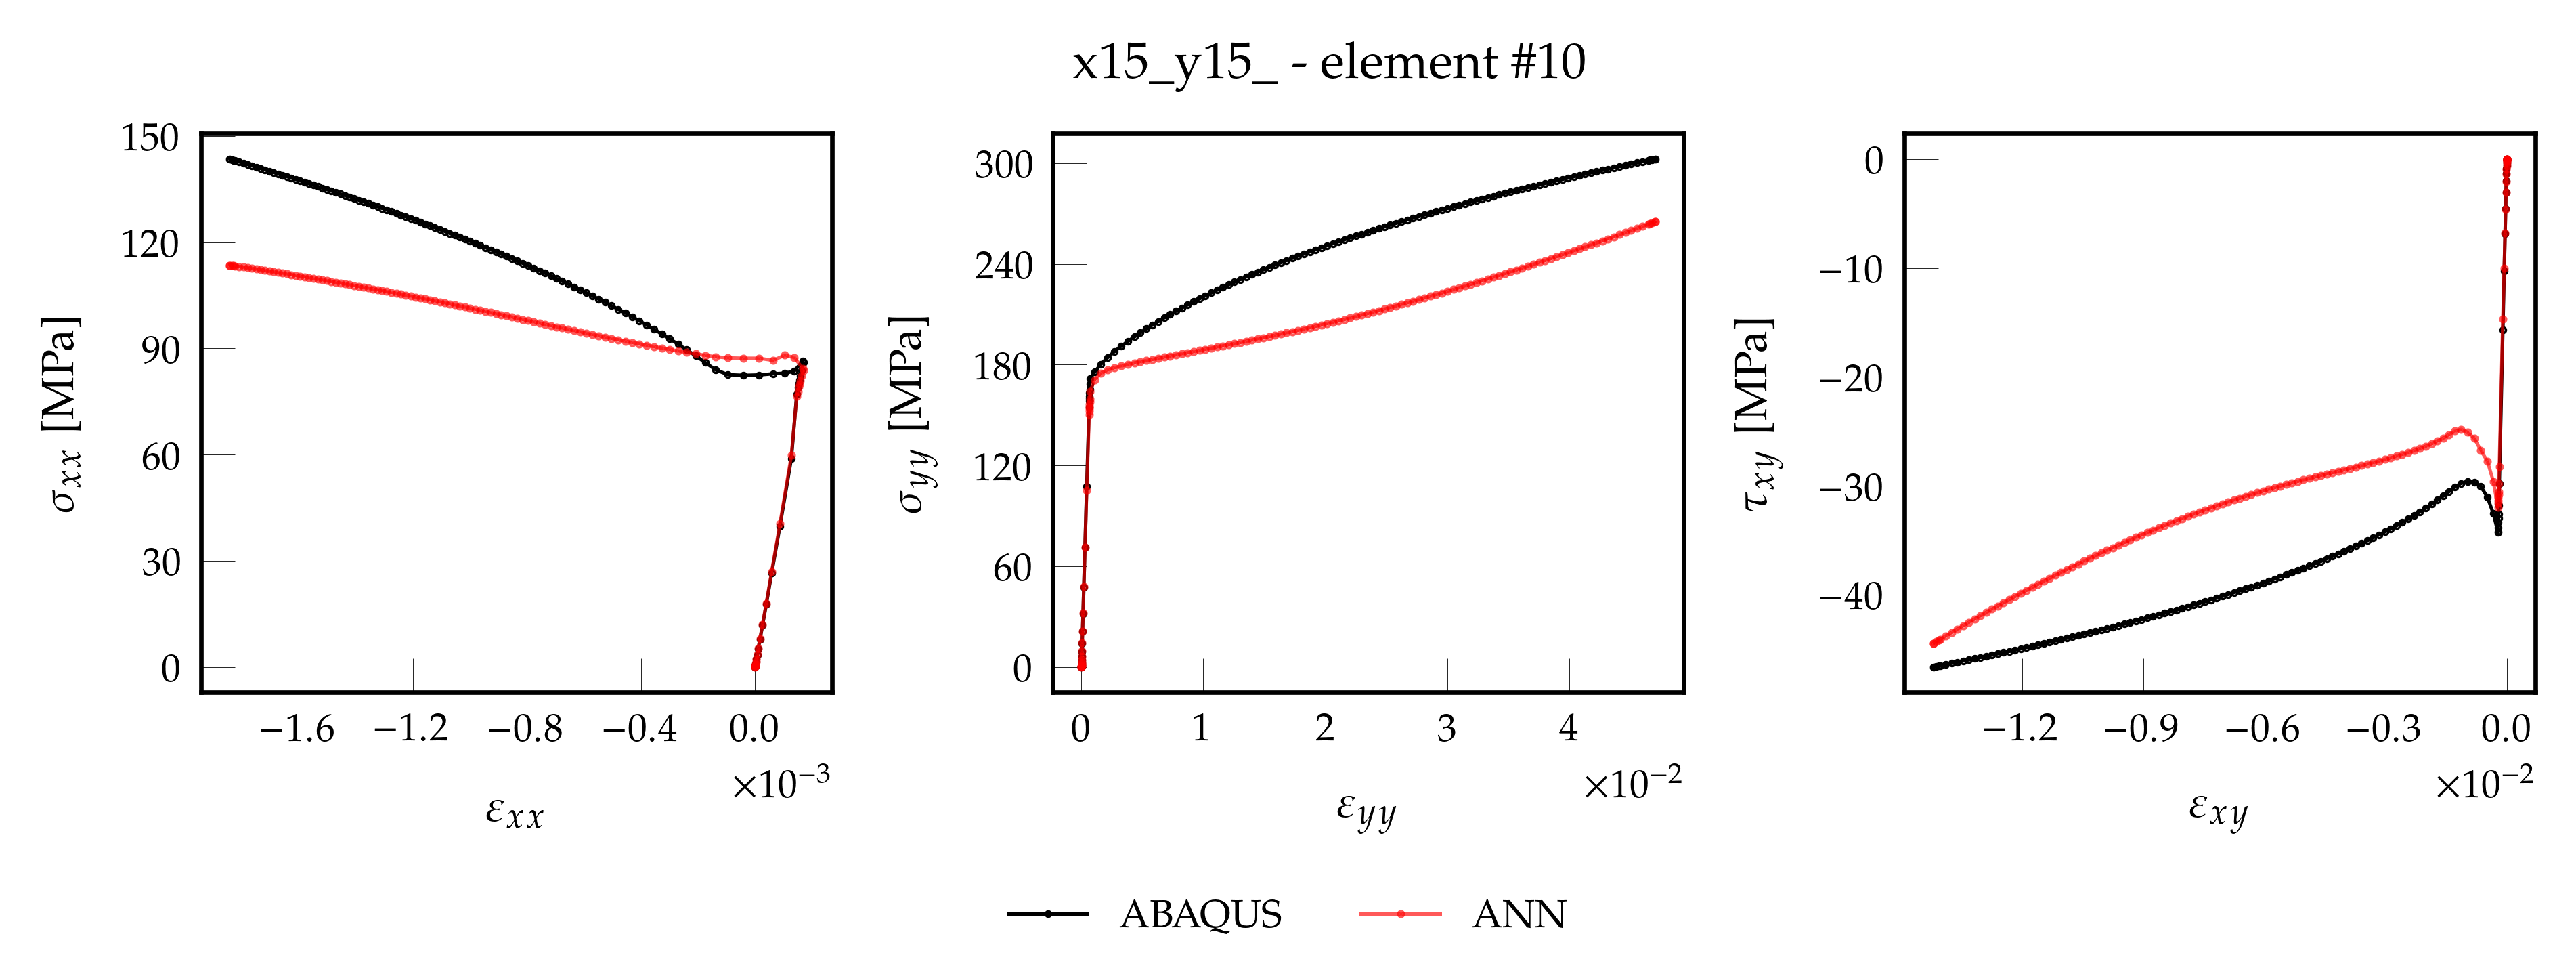 x15_y15_ - element #10
150
120
90
60
30
0
σxx [MPa]
−1.6 −1.2 −0.8 −0.4 0.0
×10−3
εxx
300
240
180
120
60
0
σyy [MPa]
0 1 2 3 4
×10−2
εyy
0
−10
−20
−30
−40
τxy [MPa]
−1.2 −0.9 −0.6 −0.3 0.0
×10−2
εxy
ABAQUS ANN